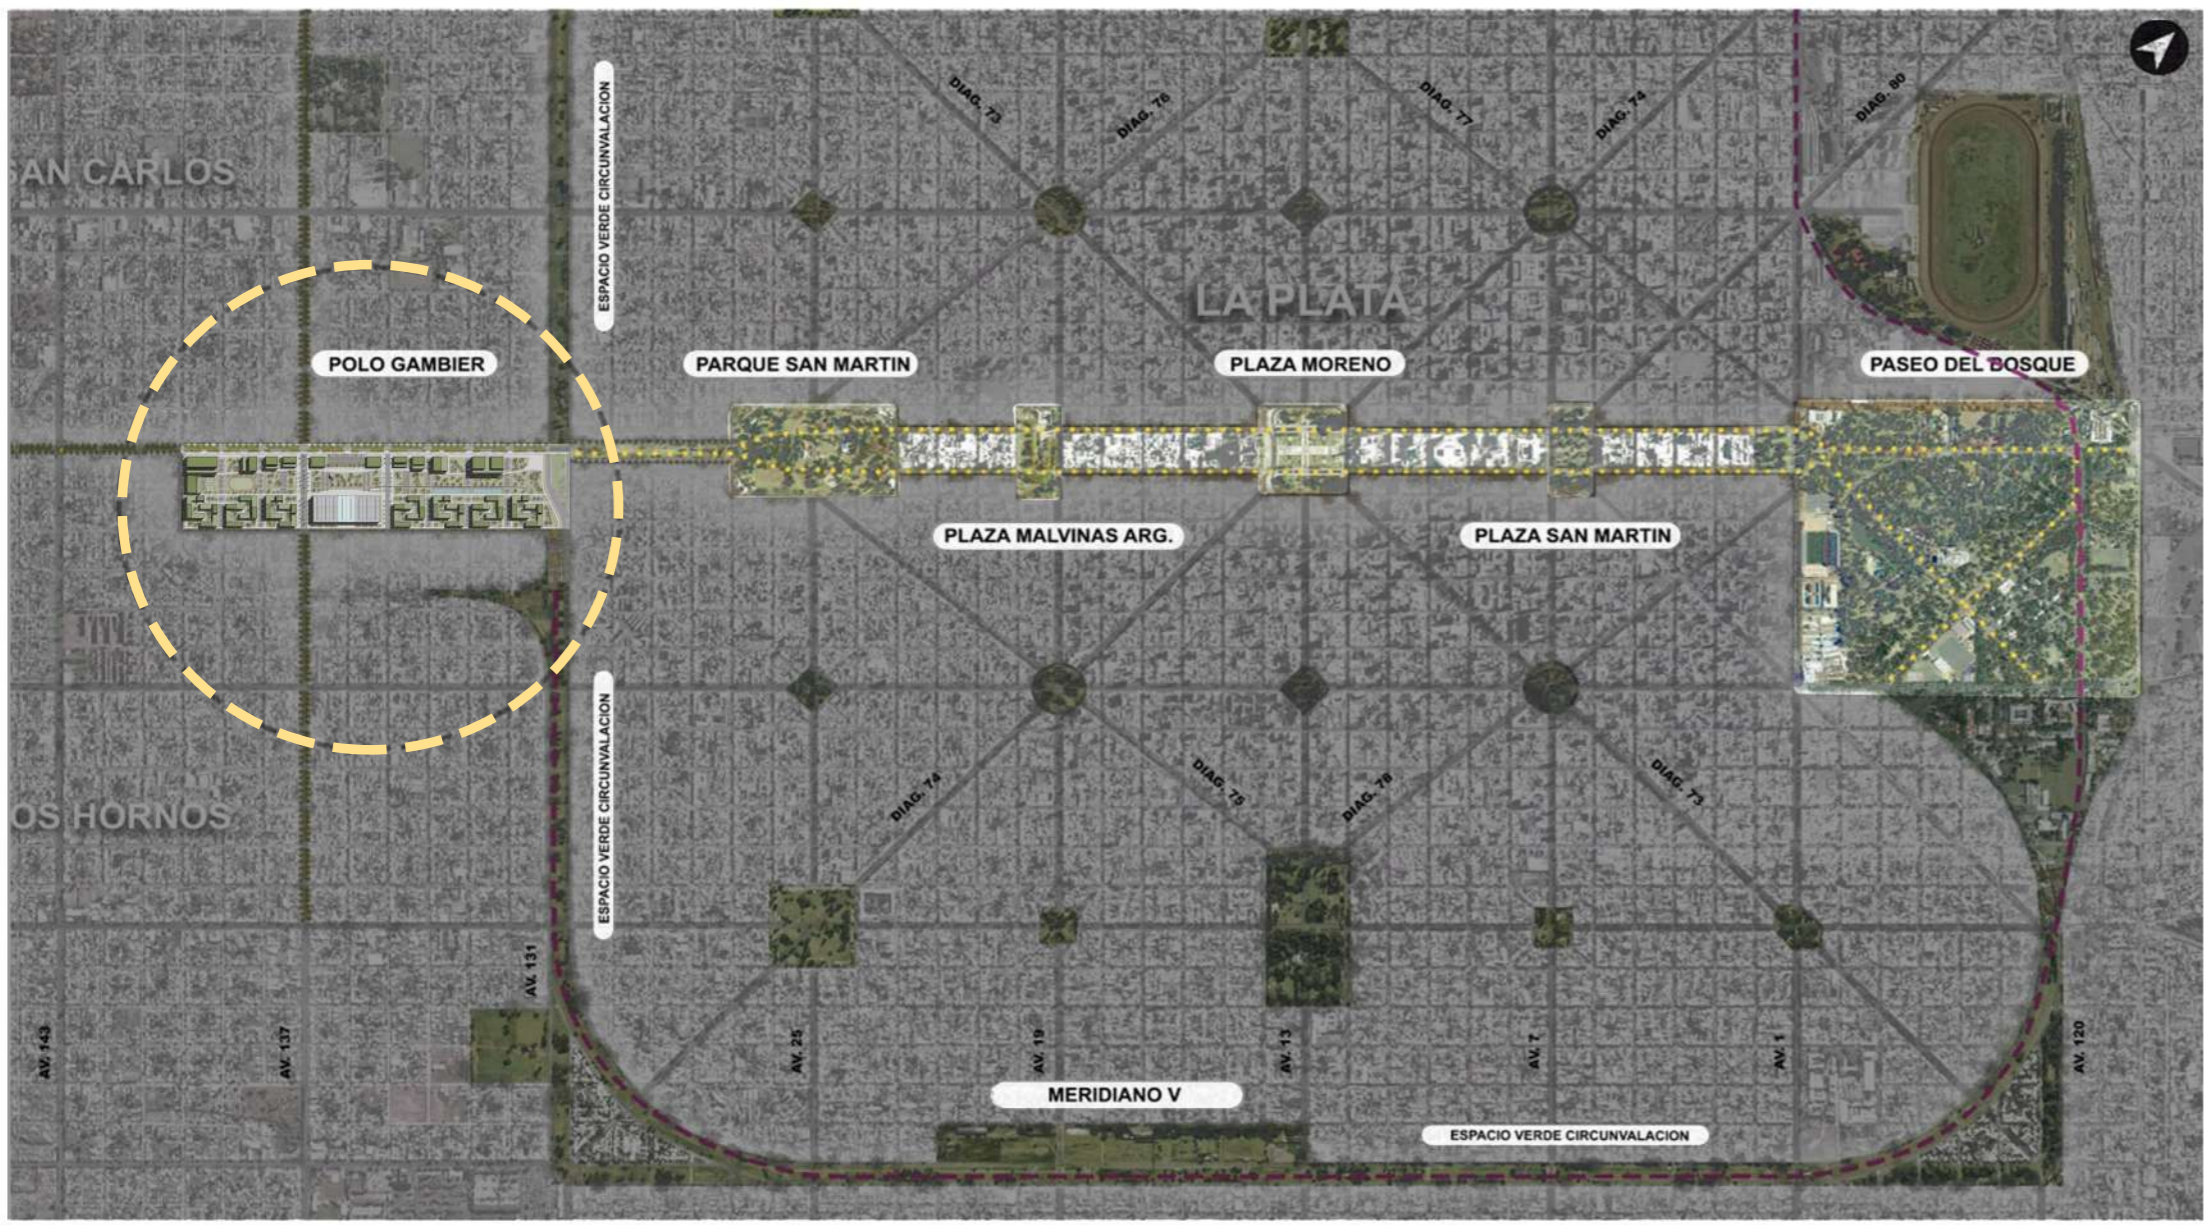 DIAG. 73
DIAG. 76
DIAG. 77
DIAG. 74
DIAG. 80
SAN CARLOS
ESPACIO VERDE CIRCUNVALACION
LA PLATA
POLO GAMBIER
PARQUE SAN MARTIN
PLAZA MORENO
PASEO DEL BOSQUE
PLAZA MALVINAS ARG.
PLAZA SAN MARTIN
ESPACIO VERDE CIRCUNVALACION
DIAG. 74
DIAG. 75
DIAG. 78
DIAG. 73
OS HORNOS
AV. 131
AV. 143
AV. 137
AV. 25
AV. 19
AV. 13
AV. 7
AV. 1
AV. 120
MERIDIANO V
ESPACIO VERDE CIRCUNVALACION